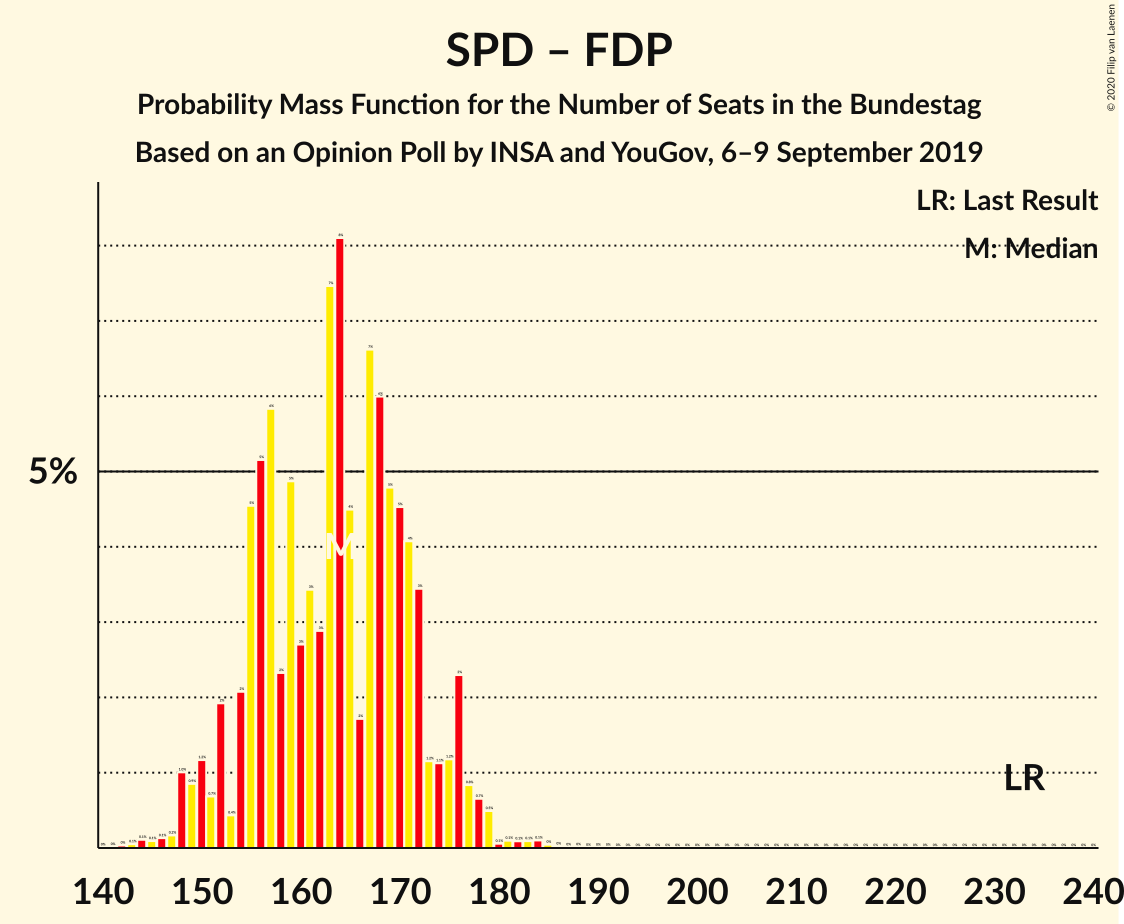 SPD – FDP
Probability Mass Function for the Number of Seats in the Bundestag
Based on an Opinion Poll by INSA and YouGov, 6–9 September 2019
© 2020 Filip van Laenen
LR: Last Result
M: Median
5%
M
LR
140 150 160 170 180 190 200 210 220 230 240